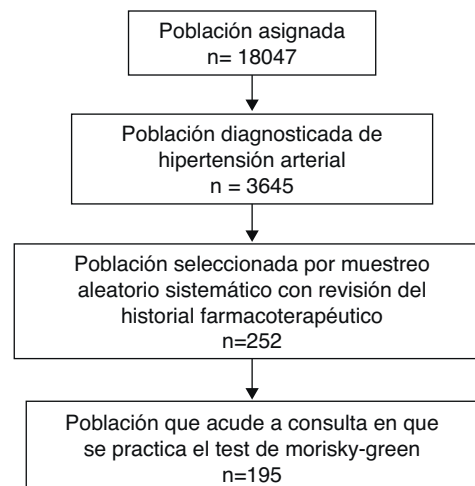 Población asignada
n= 18047
Población diagnosticada de
hipertensión arterial
n = 3645
Población seleccionada por muestreo
aleatorio sistemático con revisión del
historial farmacoterapéutico
n=252
Población que acude a consulta en que
se practica el test de morisky-green
n=195